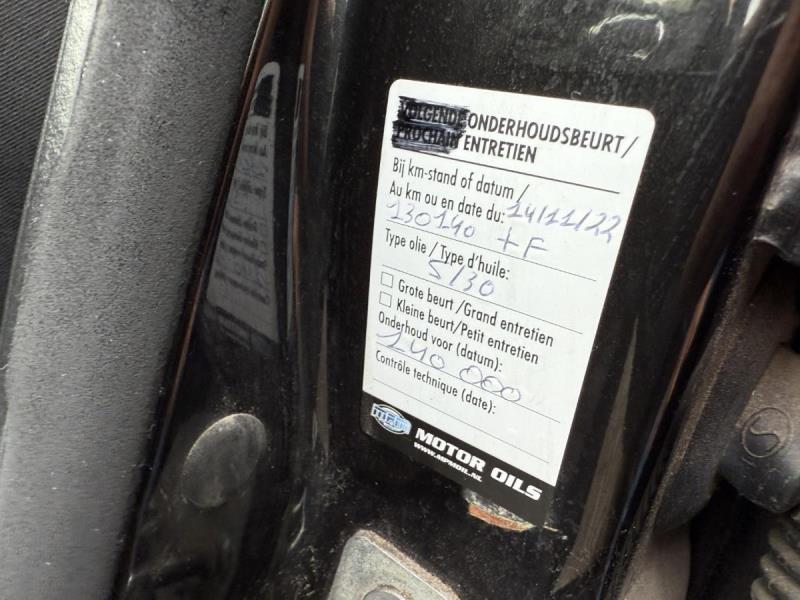 VOLGENDE ONDERHOUDSBEURT/
PROCHAIN ENTRETIEN
Bij km-stand of datum /
Au km ou en date du: 14/11/22
130140 + F
Type olie / Type d'huile:
5/30
Grote beurt/Grand entretien
Kleine beurt/Petit entretien
Onderhoud voor (datum):
140 000
Contrôle technique (date):
MOTOR OILS
WWW.MPMOIL.NL